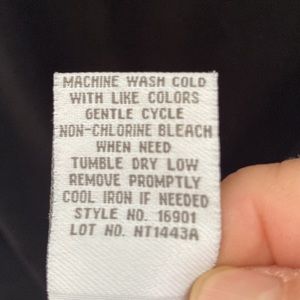 MACHINE WASH COLD
WITH LIKE COLORS
GENTLE CYCLE
NON-CHLORINE BLEACH
WHEN NEED
TUMBLE DRY LOW
REMOVE PROMPTLY
COOL IRON IF NEEDED
STYLE NO. 16901
LOT NO. NT1443A